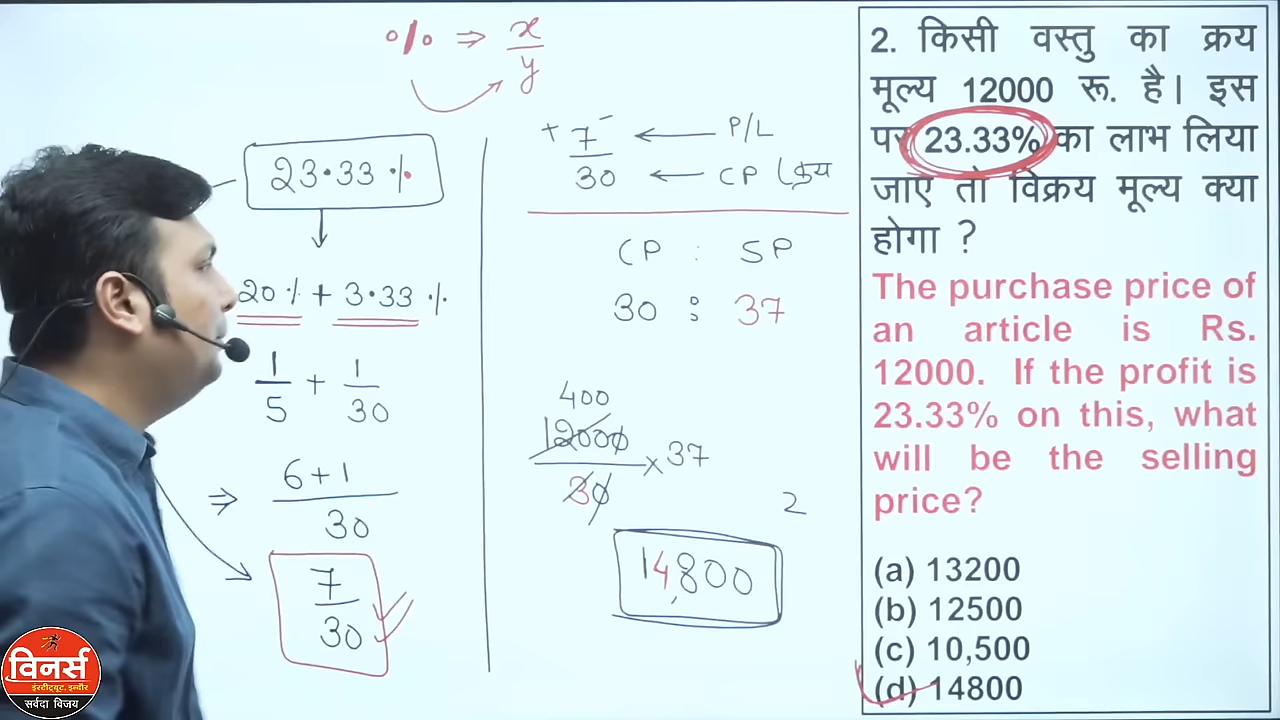 % ⇒ x/y
23.33 %
20 % + 3.33 %
1/5 + 1/30
⇒ 6+1/30
7/30
+ 7 - ← P/L
30 ← CP (क्रय
CP : SP
30 : 37
400
12000/30 × 37
2
14,800
2. किसी वस्तु का क्रय
मूल्य 12000 रू. है। इस
पर 23.33% का लाभ लिया
जाए तो विक्रय मूल्य क्या
होगा ?
The purchase price of
an article is Rs.
12000. If the profit is
23.33% on this, what
will be the selling
price?
(a) 13200
(b) 12500
(c) 10,500
(d) 14800
विनर्स
इंस्टीट्यूट, इन्दौर
सर्वदा विजय